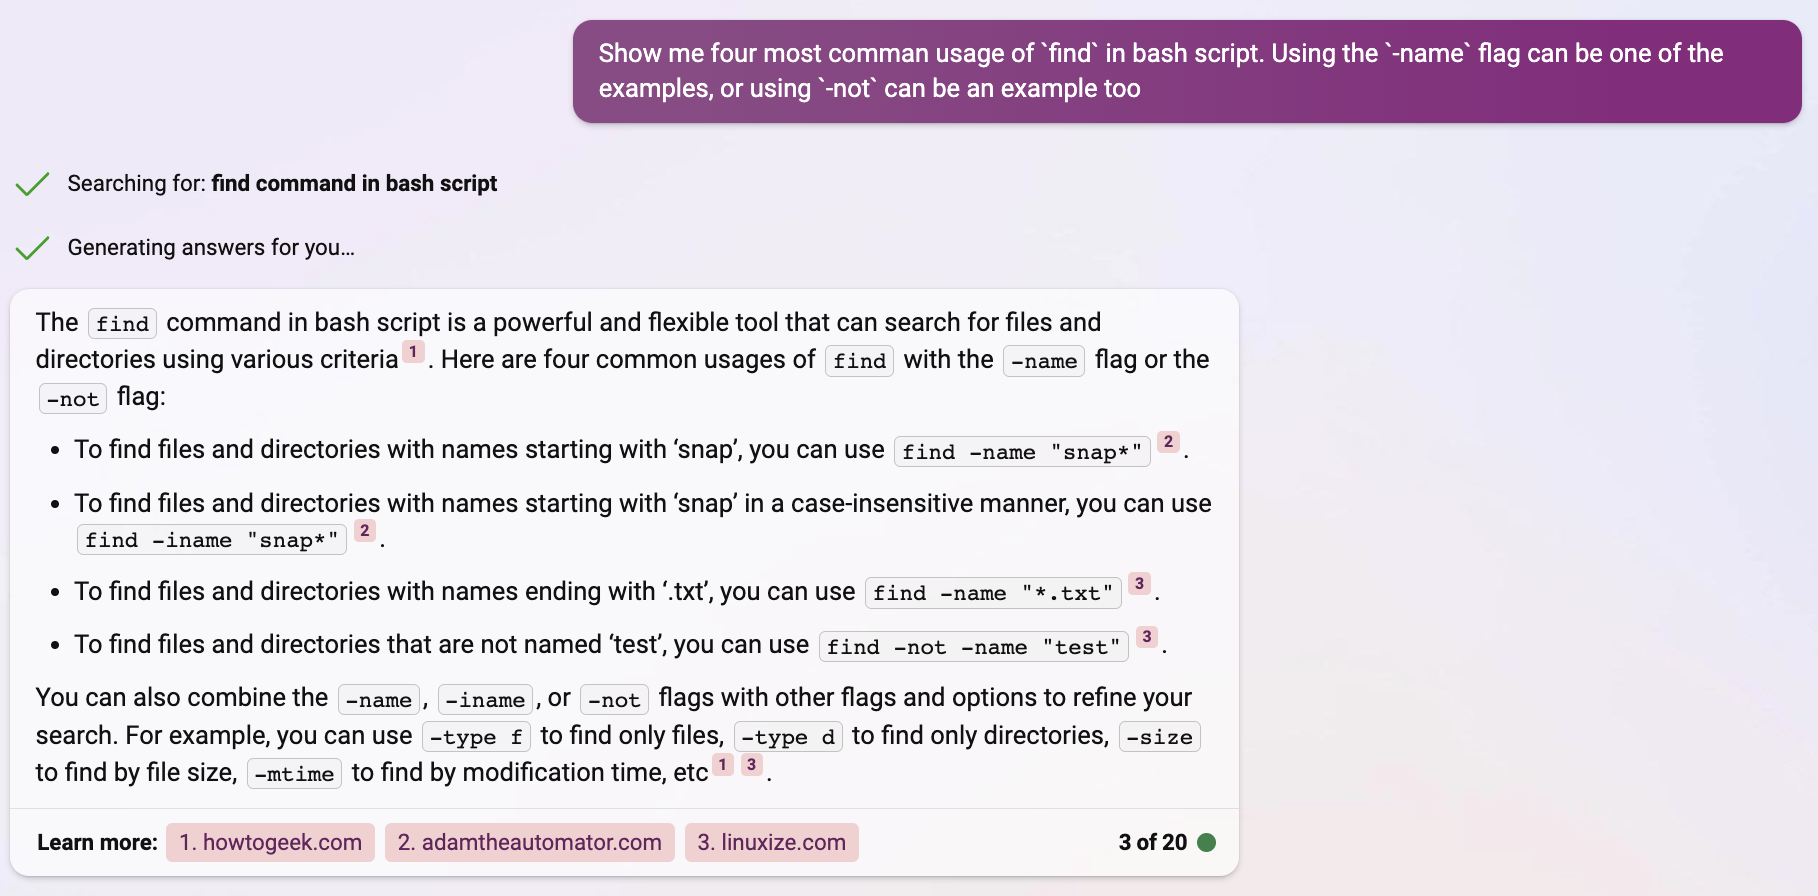 Show me four most comman usage of `find` in bash script. Using the `-name` flag can be one of the
examples, or using `-not` can be an example too
Searching for: find command in bash script
Generating answers for you...
The find command in bash script is a powerful and flexible tool that can search for files and
directories using various criteria 1 . Here are four common usages of find with the -name flag or the
-not flag:
• To find files and directories with names starting with ‘snap’, you can use find -name "snap*" 2 .
• To find files and directories with names starting with ‘snap’ in a case-insensitive manner, you can use
find -iname "snap*" 2 .
• To find files and directories with names ending with ‘.txt’, you can use find -name "*.txt" 3 .
• To find files and directories that are not named ‘test’, you can use find -not -name "test" 3 .
You can also combine the -name , -iname , or -not flags with other flags and options to refine your
search. For example, you can use -type f to find only files, -type d to find only directories, -size
to find by file size, -mtime to find by modification time, etc 1 3 .
Learn more: 1. howtogeek.com 2. adamtheautomator.com 3. linuxize.com 3 of 20